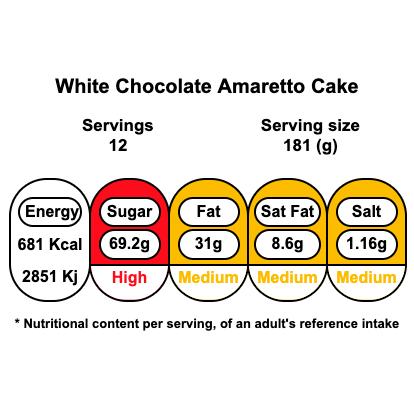 White Chocolate Amaretto Cake
Servings Serving size
12 181 (g)
Energy Sugar Fat Sat Fat Salt
681 Kcal 69.2g 31g 8.6g 1.16g
2851 Kj High Medium Medium Medium
* Nutritional content per serving, of an adult's reference intake